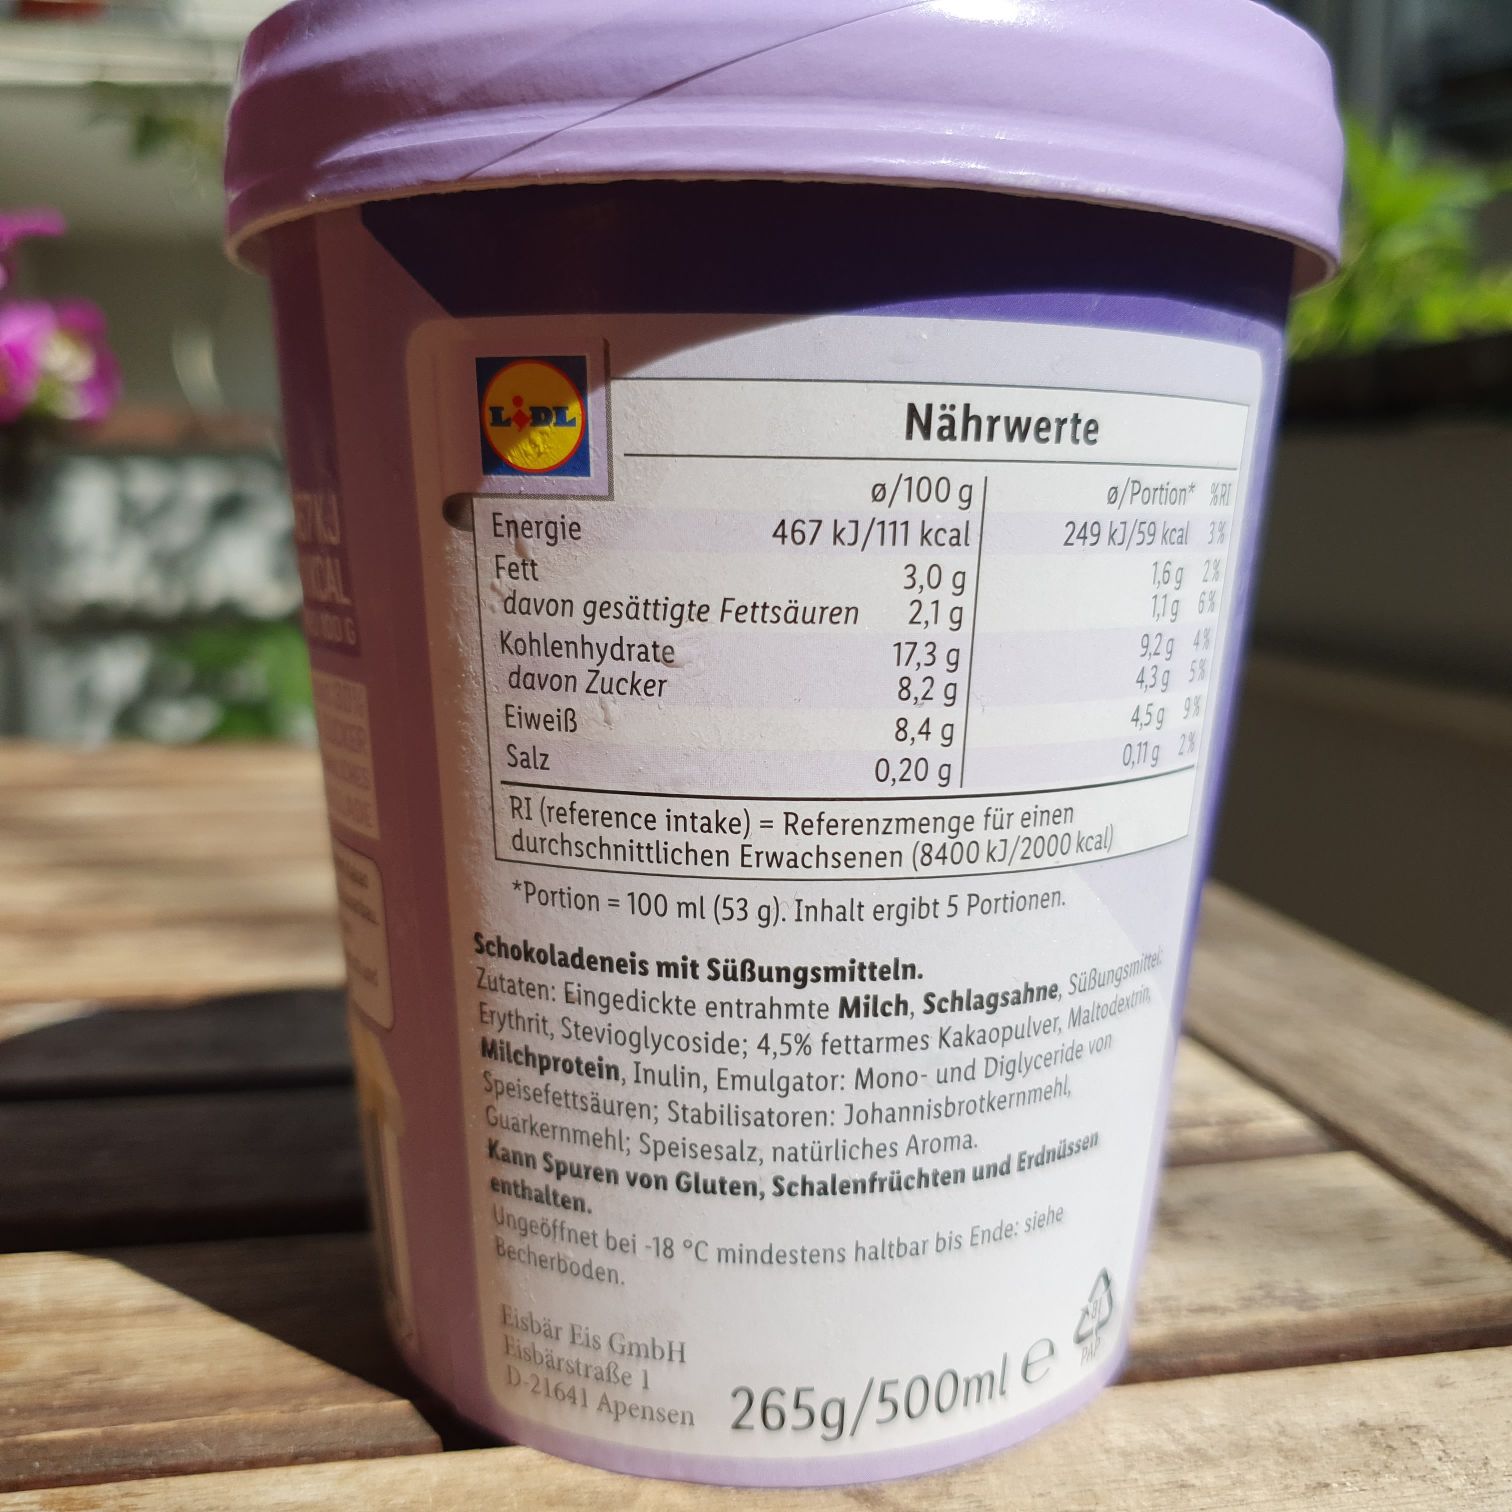 LIDL
Nährwerte
ø/100 g ø/Portion* %RI
Energie 467 kJ/111 kcal 249 kJ/59 kcal 3%
Fett 3,0 g 1,6 g 2%
davon gesättigte Fettsäuren 2,1 g 1,1 g 6%
Kohlenhydrate 17,3 g 9,2 g 4%
davon Zucker 8,2 g 4,3 g 5%
Eiweiß 8,4 g 4,5 g 9%
Salz 0,20 g 0,11 g 2%
RI (reference intake) = Referenzmenge für einen
durchschnittlichen Erwachsenen (8400 kJ/2000 kcal)
*Portion = 100 ml (53 g). Inhalt ergibt 5 Portionen.
Schokoladeneis mit Süßungsmitteln.
Zutaten: Eingedickte entrahmte Milch, Schlagsahne, Süßungsmittel:
Erythrit, Stevioglycoside; 4,5% fettarmes Kakaopulver, Maltodextrin,
Milchprotein, Inulin, Emulgator: Mono- und Diglyceride von
Speisefettsäuren; Stabilisatoren: Johannisbrotkernmehl,
Guarkernmehl; Speisesalz, natürliches Aroma.
Kann Spuren von Gluten, Schalenfrüchten und Erdnüssen
enthalten.
Ungeöffnet bei -18 °C mindestens haltbar bis Ende: siehe
Becherboden.
Eisbär Eis GmbH
Eisbärstraße 1
D-21641 Apensen
265g/500ml e
81
PAP